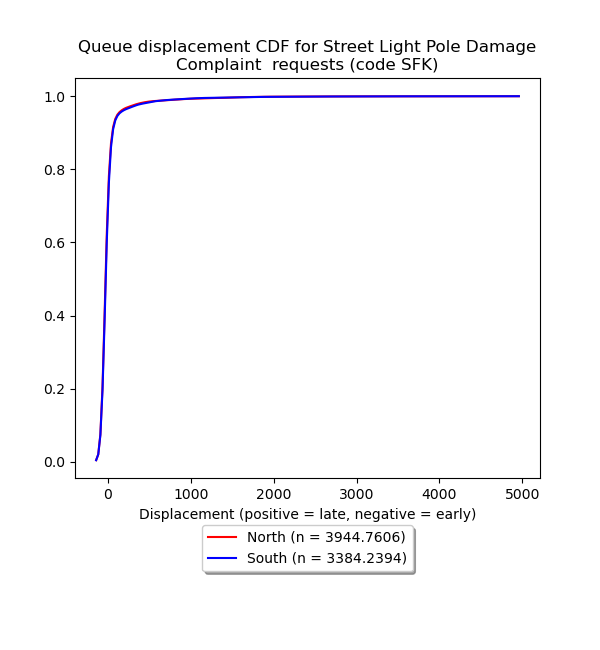 Queue displacement CDF for Street Light Pole Damage
Complaint  requests (code SFK)
1.0
0.8
0.6
0.4
0.2
0.0
0 1000 2000 3000 4000 5000
Displacement (positive = late, negative = early)
North (n = 3944.7606)
South (n = 3384.2394)